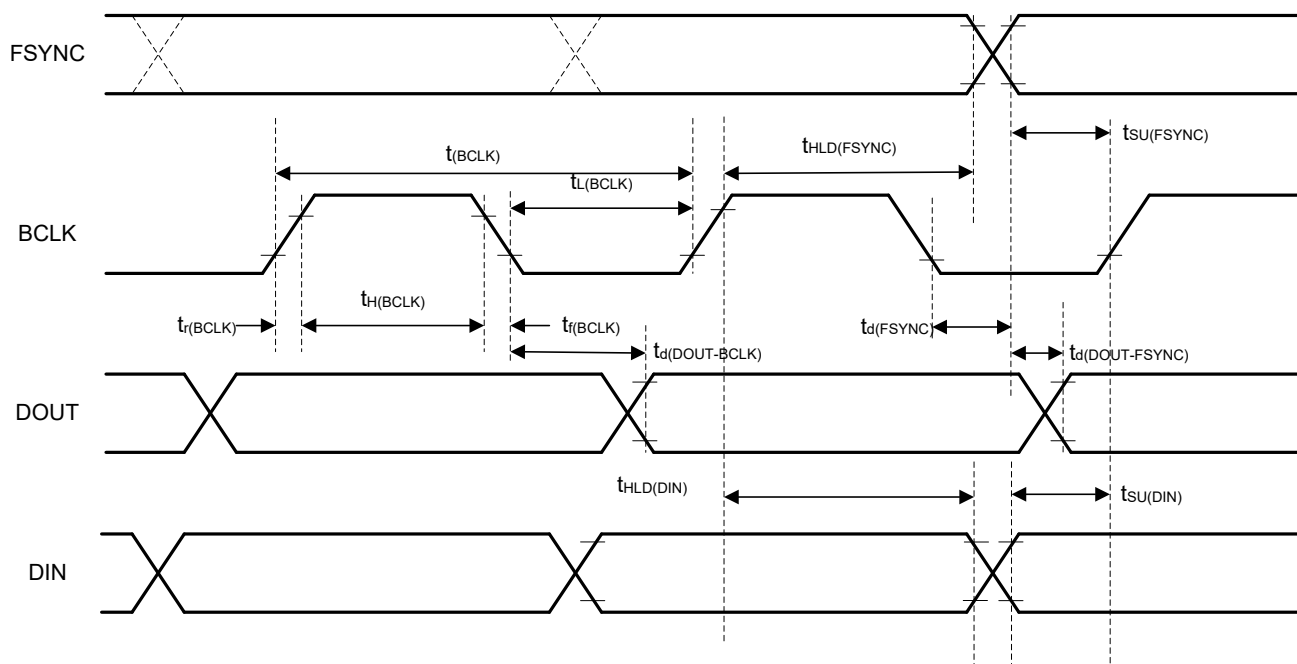 FSYNC
tSU(FSYNC)
tHLD(FSYNC)
t(BCLK)
tL(BCLK)
BCLK
tH(BCLK)
tr(BCLK)
tf(BCLK)
td(FSYNC)
td(DOUT-BCLK)
td(DOUT-FSYNC)
DOUT
tHLD(DIN)
tSU(DIN)
DIN